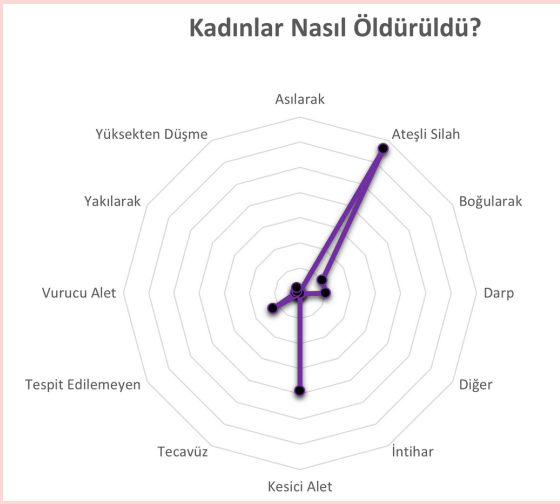 Kadınlar Nasıl Öldürüldü?
Asılarak
Ateşli Silah
Boğularak
Darp
Diğer
İntihar
Kesici Alet
Tecavüz
Tespit Edilemeyen
Vurucu Alet
Yakılarak
Yüksekten Düşme